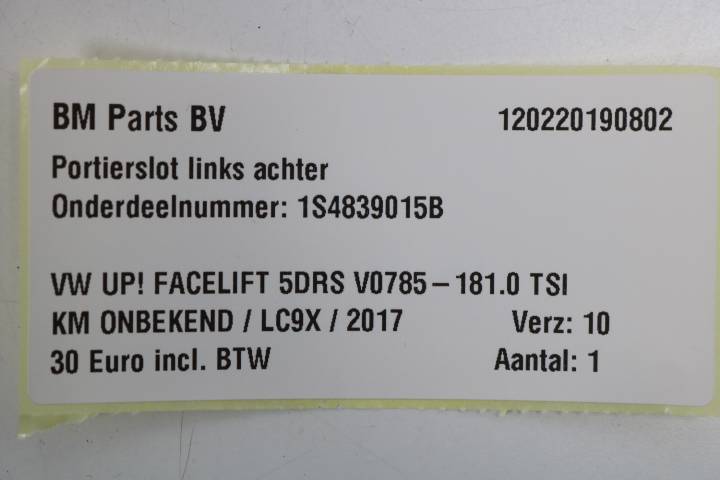 BM Parts BV 120220190802
Portierslot links achter
Onderdeelnummer: 1S4839015B
VW UP! FACELIFT 5DRS V0785 – 181.0 TSI
KM ONBEKEND / LC9X / 2017 Verz: 10
30 Euro incl. BTW Aantal: 1